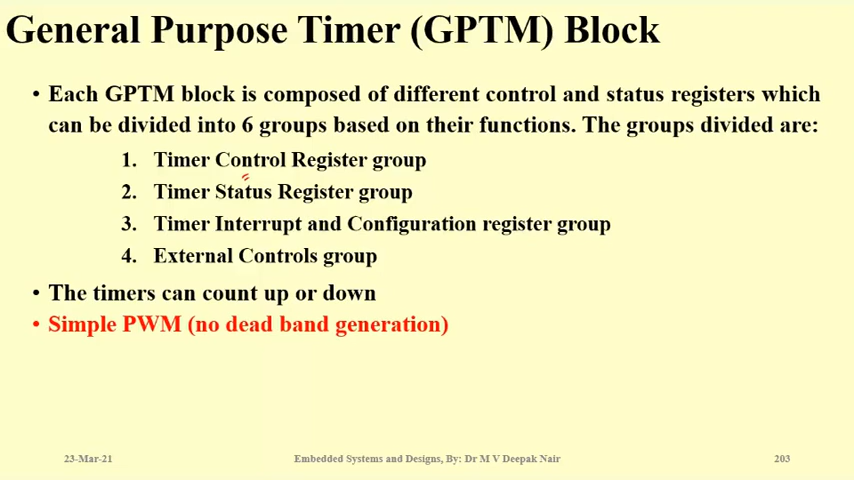 General Purpose Timer (GPTM) Block
• Each GPTM block is composed of different control and status registers which
can be divided into 6 groups based on their functions. The groups divided are:
1. Timer Control Register group
2. Timer Status Register group
3. Timer Interrupt and Configuration register group
4. External Controls group
• The timers can count up or down
• Simple PWM (no dead band generation)
23-Mar-21 Embedded Systems and Designs, By: Dr M V Deepak Nair 203